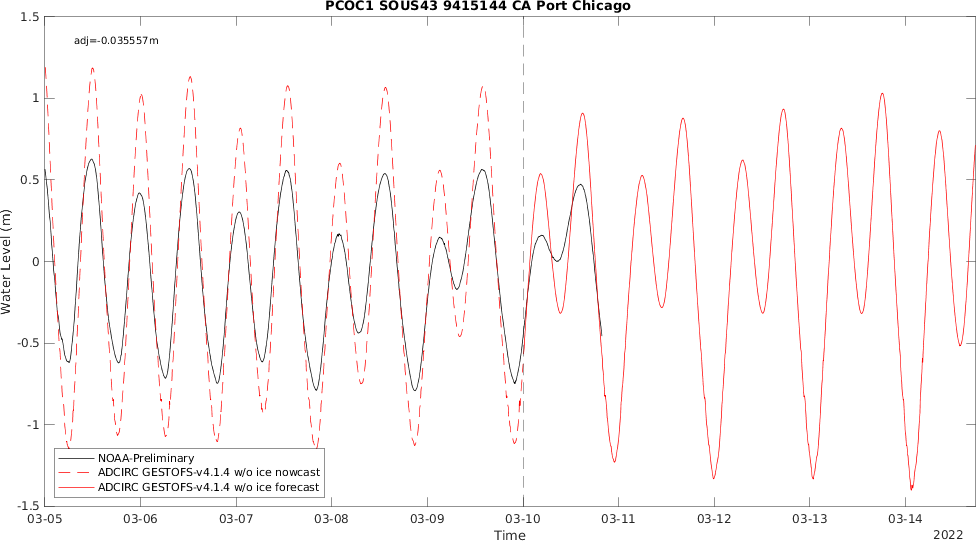 PCOC1 SOUS43 9415144 CA Port Chicago
adj=-0.035557m
1.5
1
0.5
0
-0.5
-1
-1.5
Water Level (m)
NOAA-Preliminary
ADCIRC GESTOFS-v4.1.4 w/o ice nowcast
ADCIRC GESTOFS-v4.1.4 w/o ice forecast
03-05 03-06 03-07 03-08 03-09 03-10 03-11 03-12 03-13 03-14
Time
2022